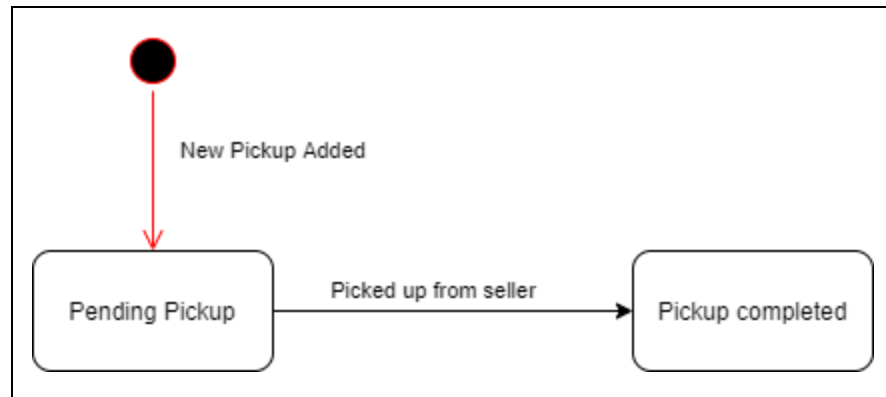 New Pickup Added
Picked up from seller
Pending Pickup
Pickup completed